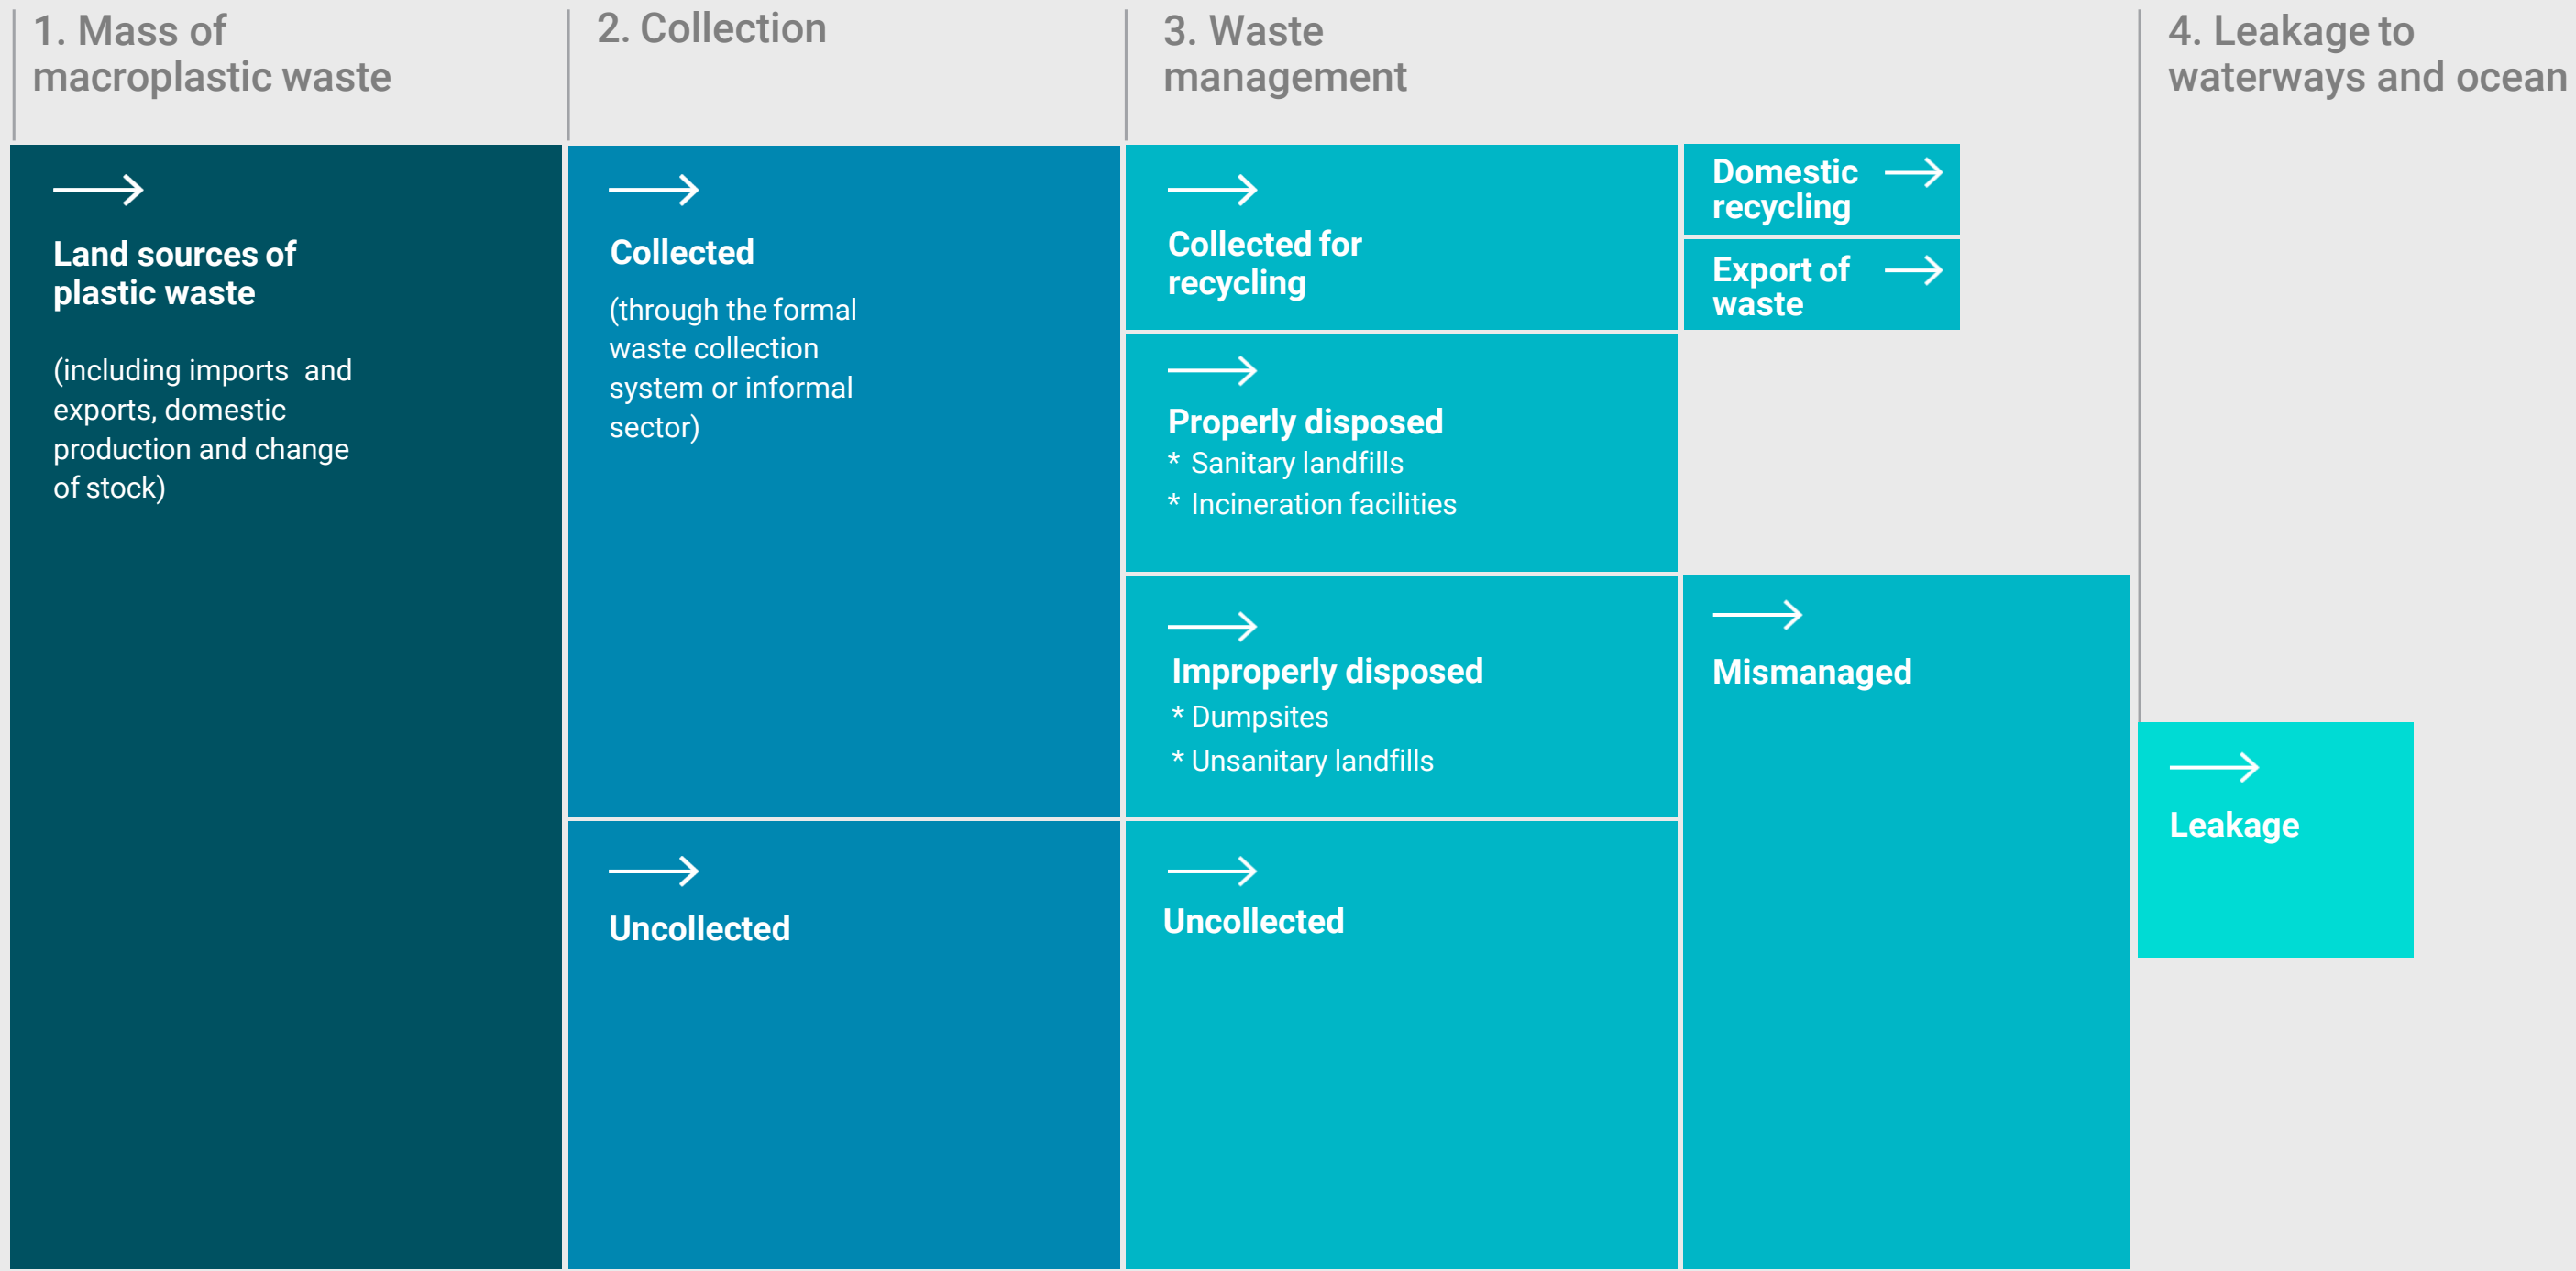 1. Mass of
macroplastic waste
2. Collection
3. Waste
management
4. Leakage to
waterways and ocean
Land sources of
plastic waste
(including imports and
exports, domestic
production and change
of stock)
Collected
(through the formal
waste collection
system or informal
sector)
Uncollected
Collected for
recycling
Domestic
recycling
Export of
waste
Properly disposed
* Sanitary landfills
* Incineration facilities
Improperly disposed
* Dumpsites
* Unsanitary landfills
Uncollected
Mismanaged
Leakage